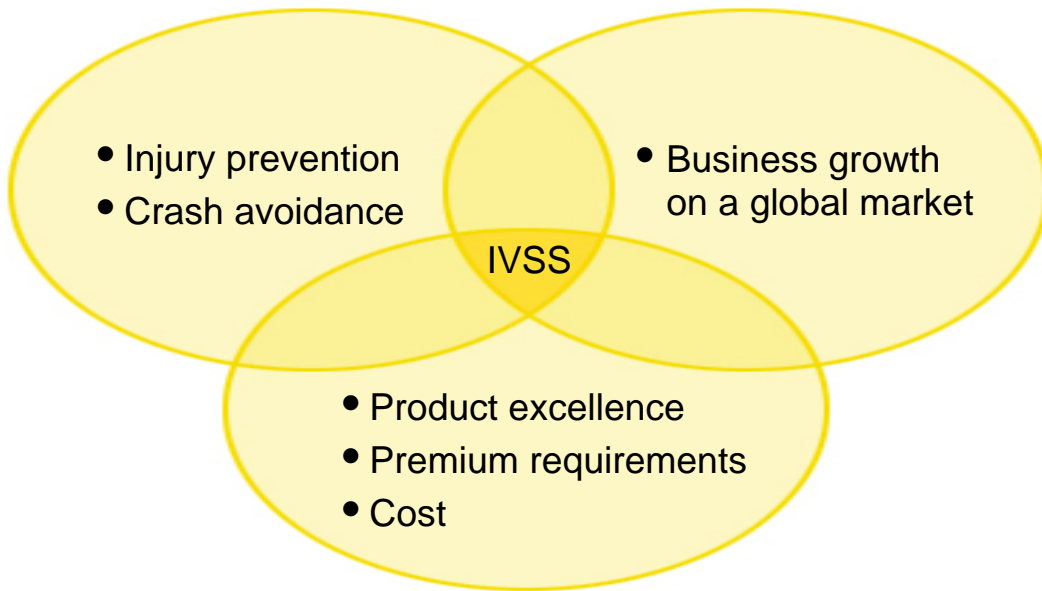 • Injury prevention
• Crash avoidance
• Business growth
on a global market
IVSS
• Product excellence
• Premium requirements
• Cost